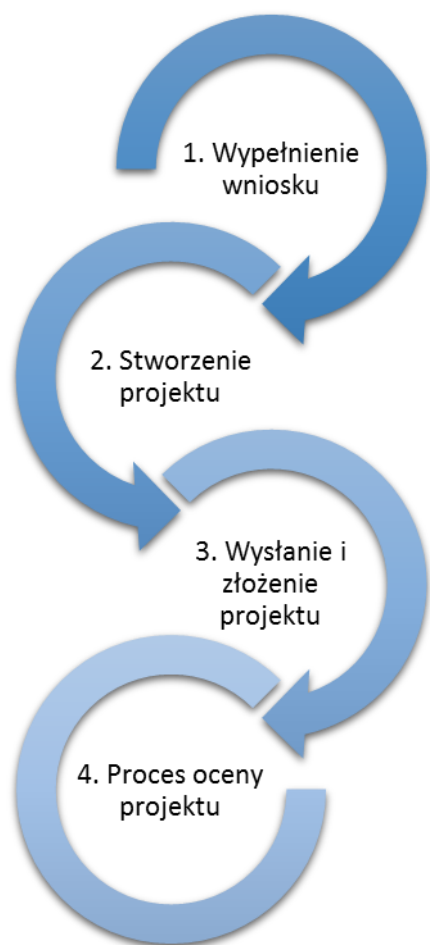 1. Wypełnienie
wniosku
2. Stworzenie
projektu
3. Wysłanie i
złożenie
projektu
4. Proces oceny
projektu